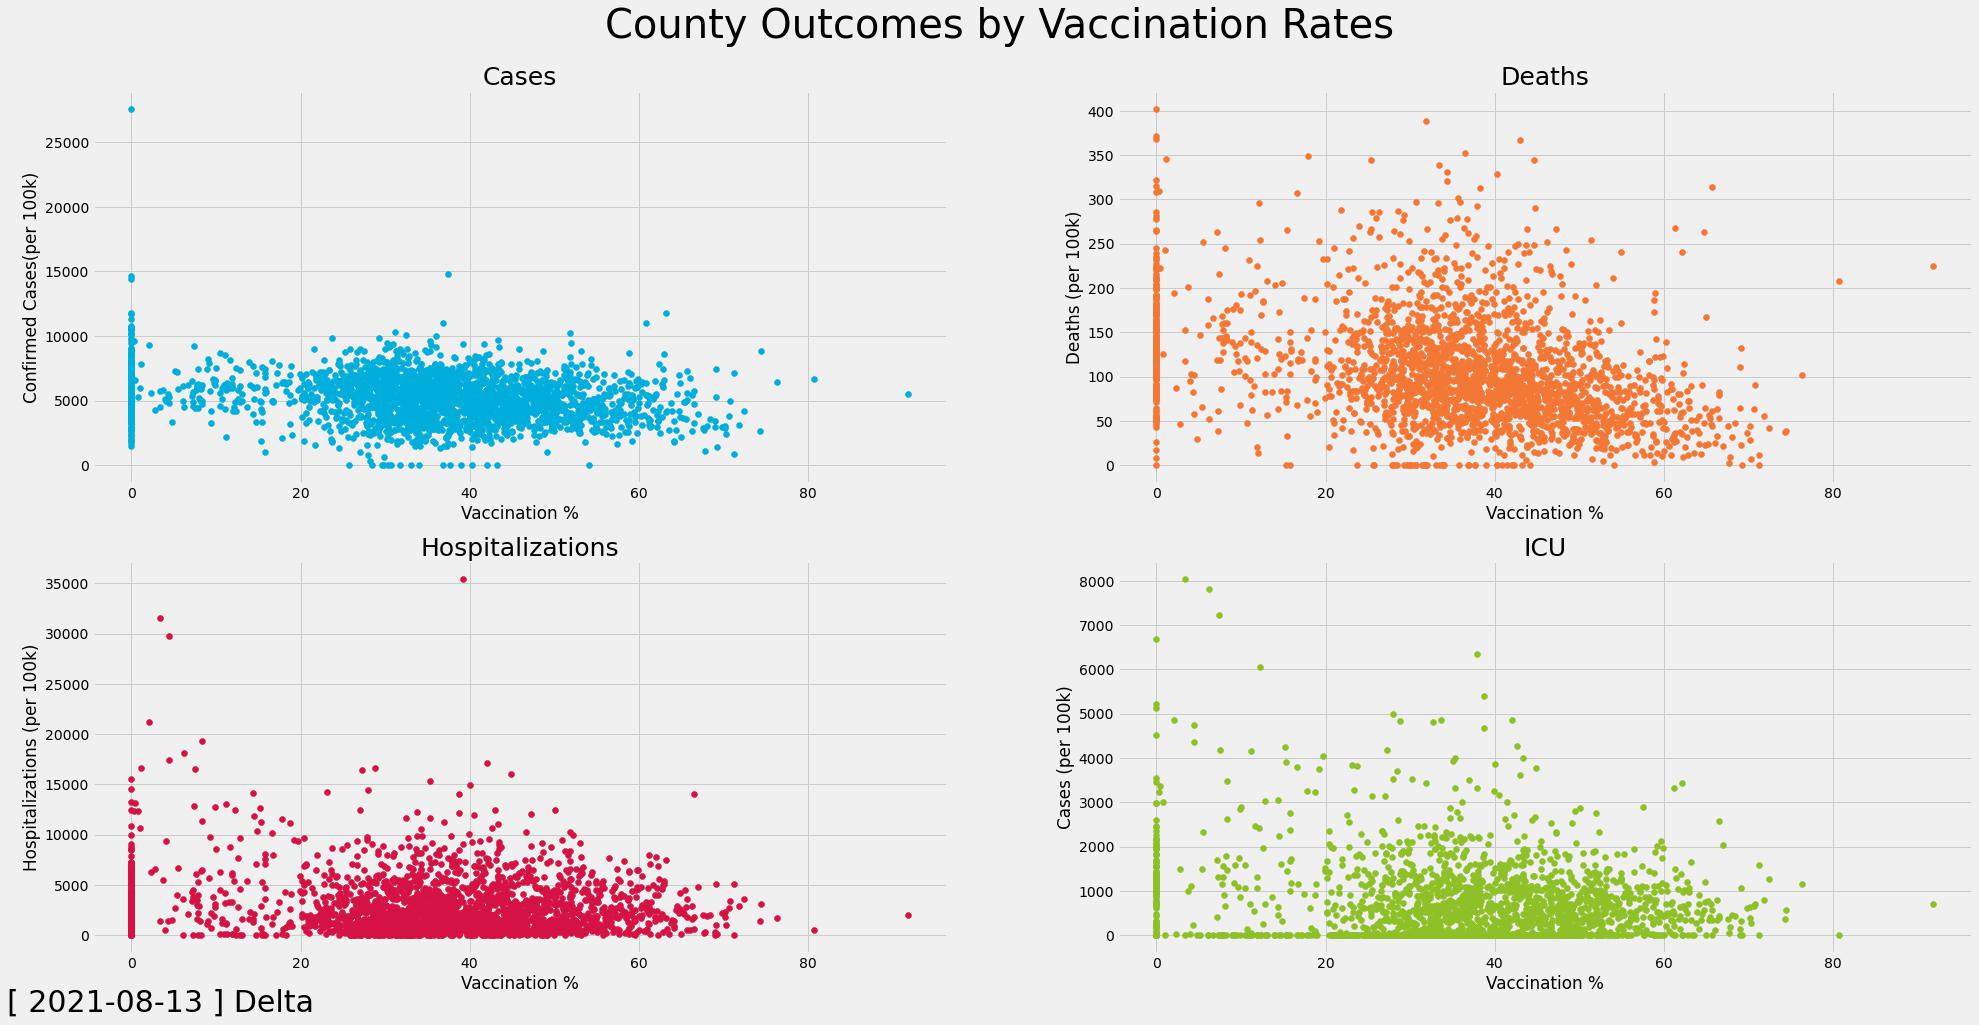 County Outcomes by Vaccination Rates
Cases
Confirmed Cases(per 100k)
25000
20000
15000
10000
5000
0
0 20 40 60 80
Vaccination %
Deaths
Deaths (per 100k)
400
350
300
250
200
150
100
50
0
0 20 40 60 80
Vaccination %
Hospitalizations
Hospitalizations (per 100k)
35000
30000
25000
20000
15000
10000
5000
0
0 20 40 60 80
Vaccination %
ICU
Cases (per 100k)
8000
7000
6000
5000
4000
3000
2000
1000
0
0 20 40 60 80
Vaccination %
[ 2021-08-13 ] Delta